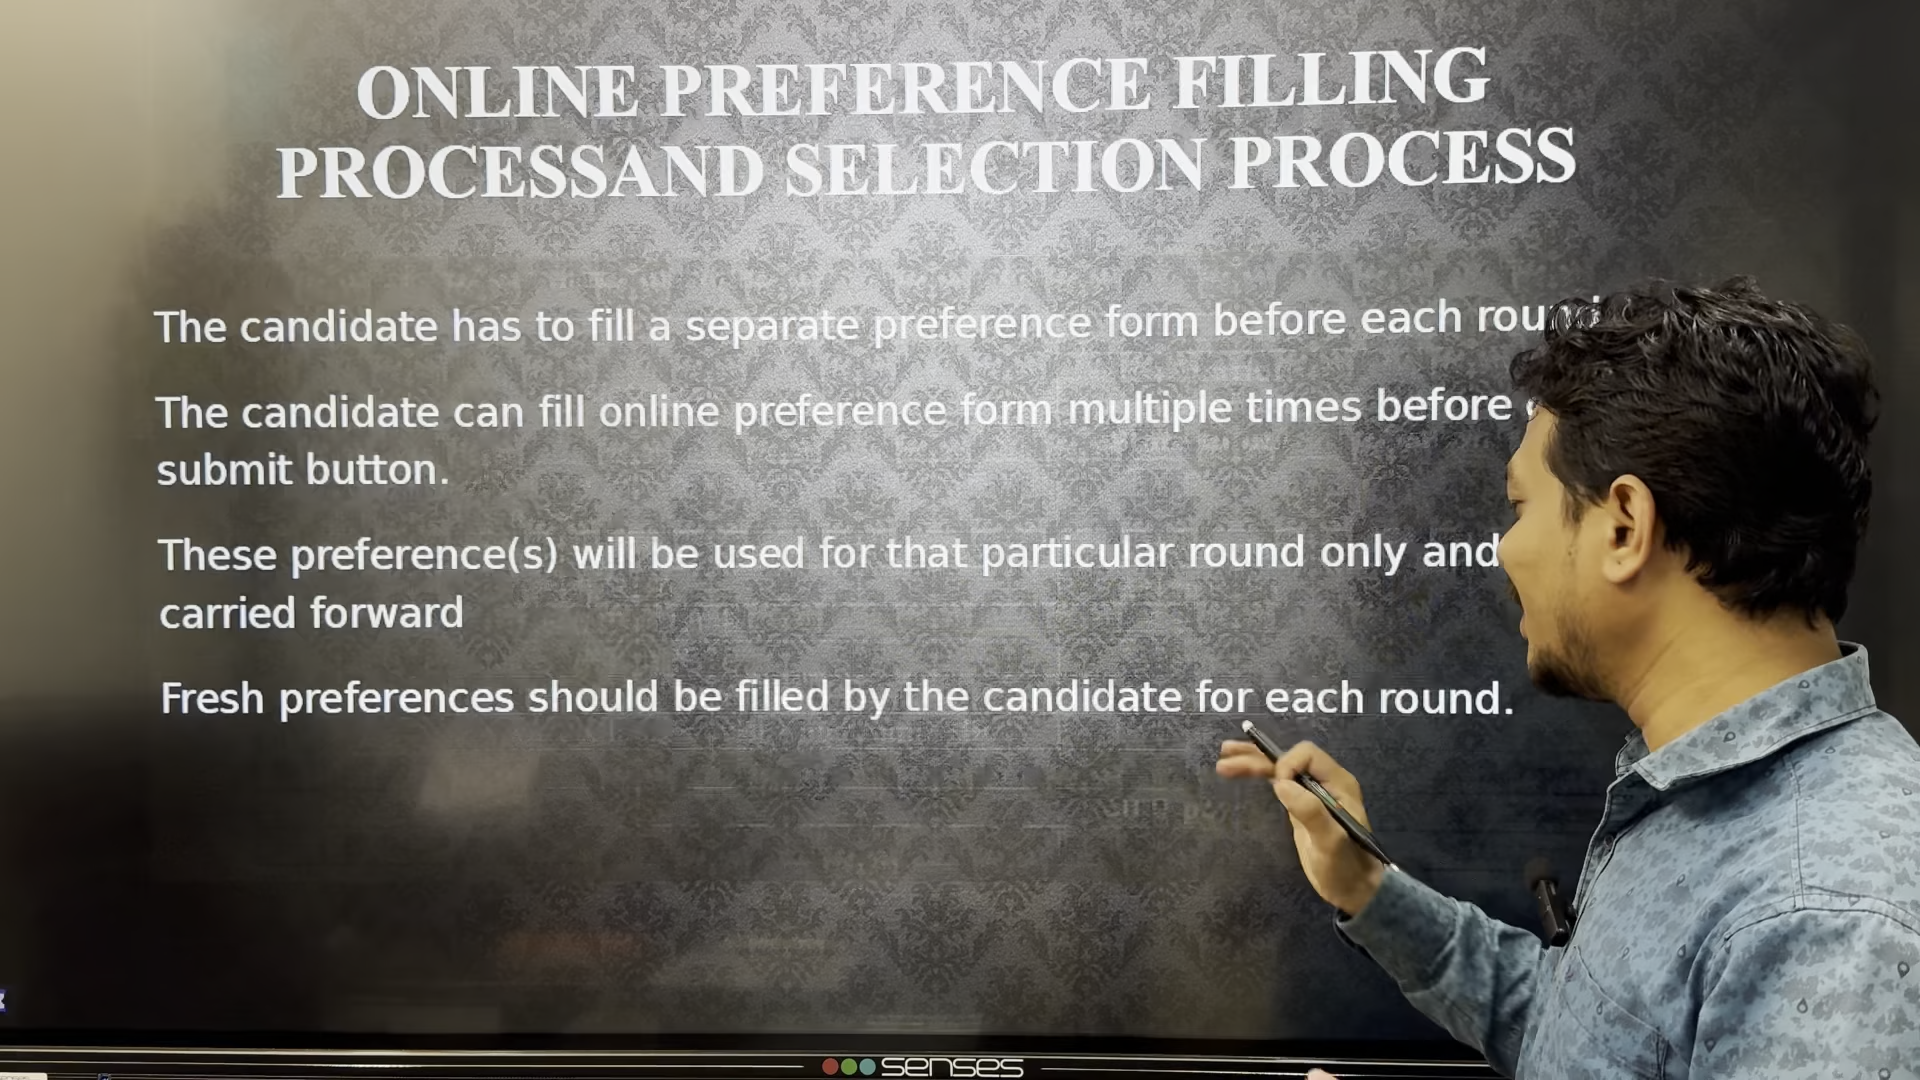 ONLINE PREFERENCE FILLING
PROCESSAND SELECTION PROCESS
The candidate has to fill a separate preference form before each round
The candidate can fill online preference form multiple times before
submit button.
These preference(s) will be used for that particular round only and
carried forward
Fresh preferences should be filled by the candidate for each round.
senses